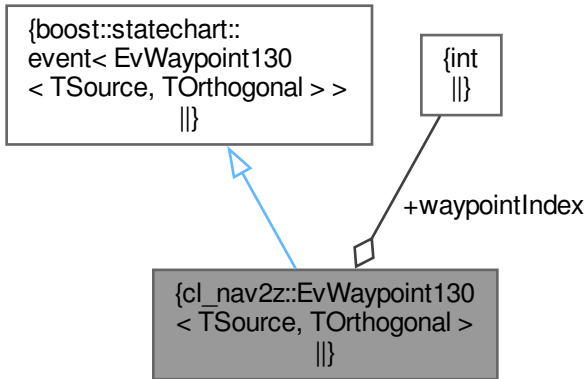 {boost::statechart::
event< EvWaypoint130
< TSource, TOrthogonal > >
||}
{int
||}
+waypointIndex
{cl_nav2z::EvWaypoint130
< TSource, TOrthogonal >
||}